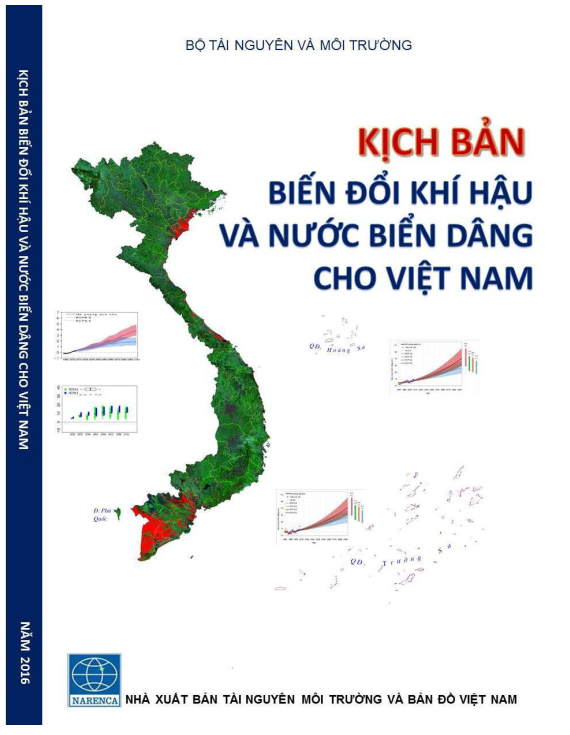 BỘ TÀI NGUYÊN VÀ MÔI TRƯỜNG
KỊCH BẢN
BIẾN ĐỔI KHÍ HẬU
VÀ NƯỚC BIỂN DÂNG
CHO VIỆT NAM
KỊCH BẢN BIẾN ĐỔI KHÍ HẬU VÀ NƯỚC BIỂN DÂNG CHO VIỆT NAM
NĂM 2016
QĐ. Hoàng Sa
Đ. Phú
Quốc
QĐ. Trường Sa
NARENCA
NHÀ XUẤT BẢN TÀI NGUYÊN MÔI TRƯỜNG VÀ BẢN ĐỒ VIỆT NAM